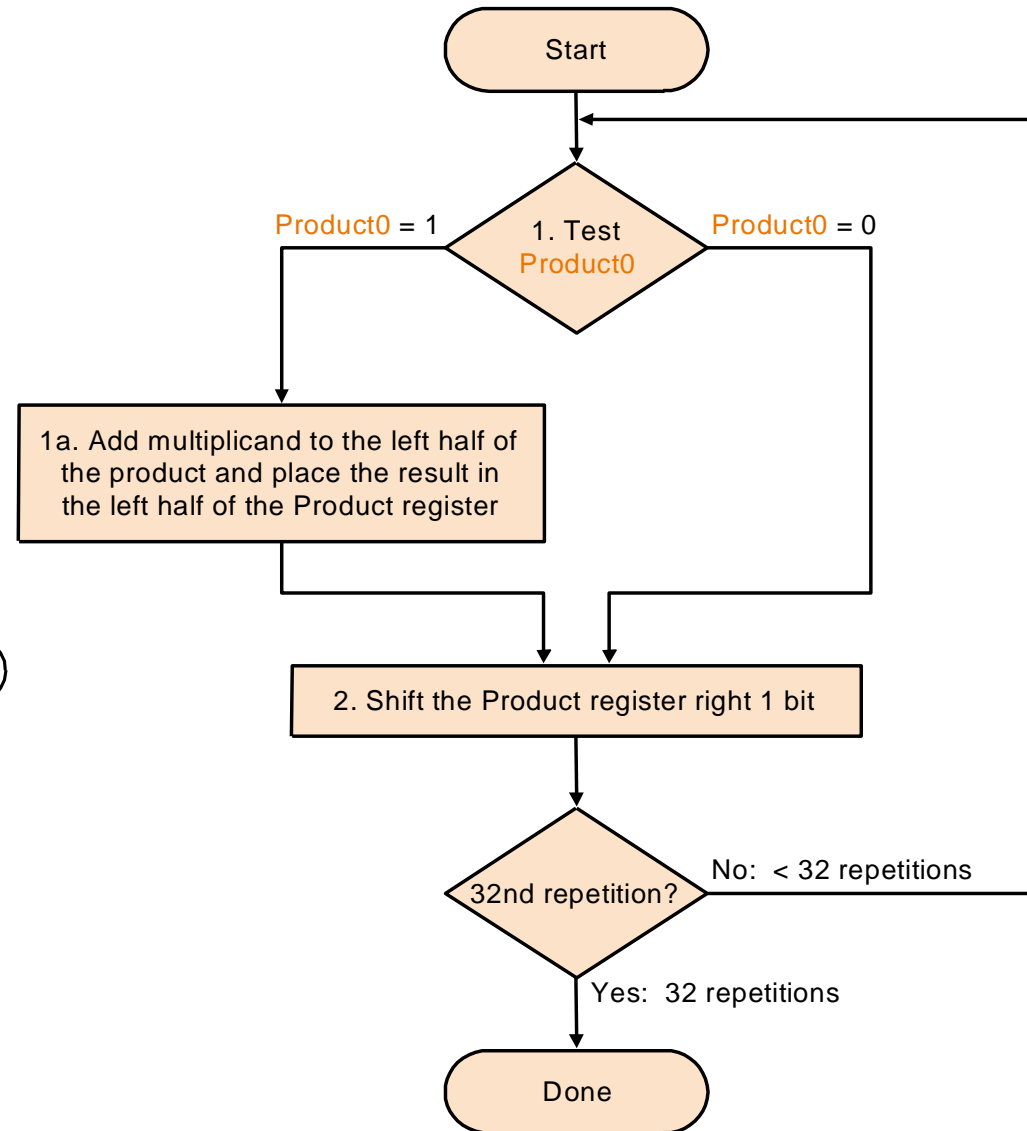 Start
Product0 = 1
Product0 = 0
1. Test
Product0
1a. Add multiplicand to the left half of
the product and place the result in
the left half of the Product register
2. Shift the Product register right 1 bit
32nd repetition?
No: < 32 repetitions
Yes: 32 repetitions
Done